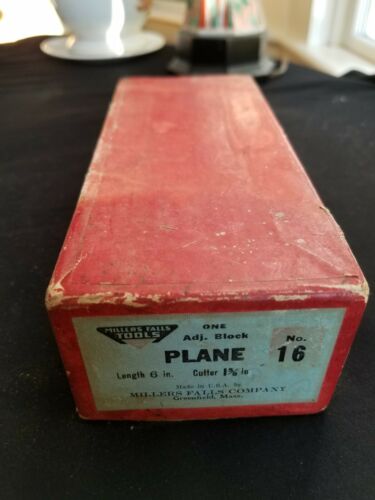 MILLERS FALLS
TOOLS
ONE
Adj. Block
PLANE
No.
16
Length 6 in. Cutter 1⅝ in
Made in U.S.A. by
MILLERS FALLS COMPANY
Greenfield, Mass.